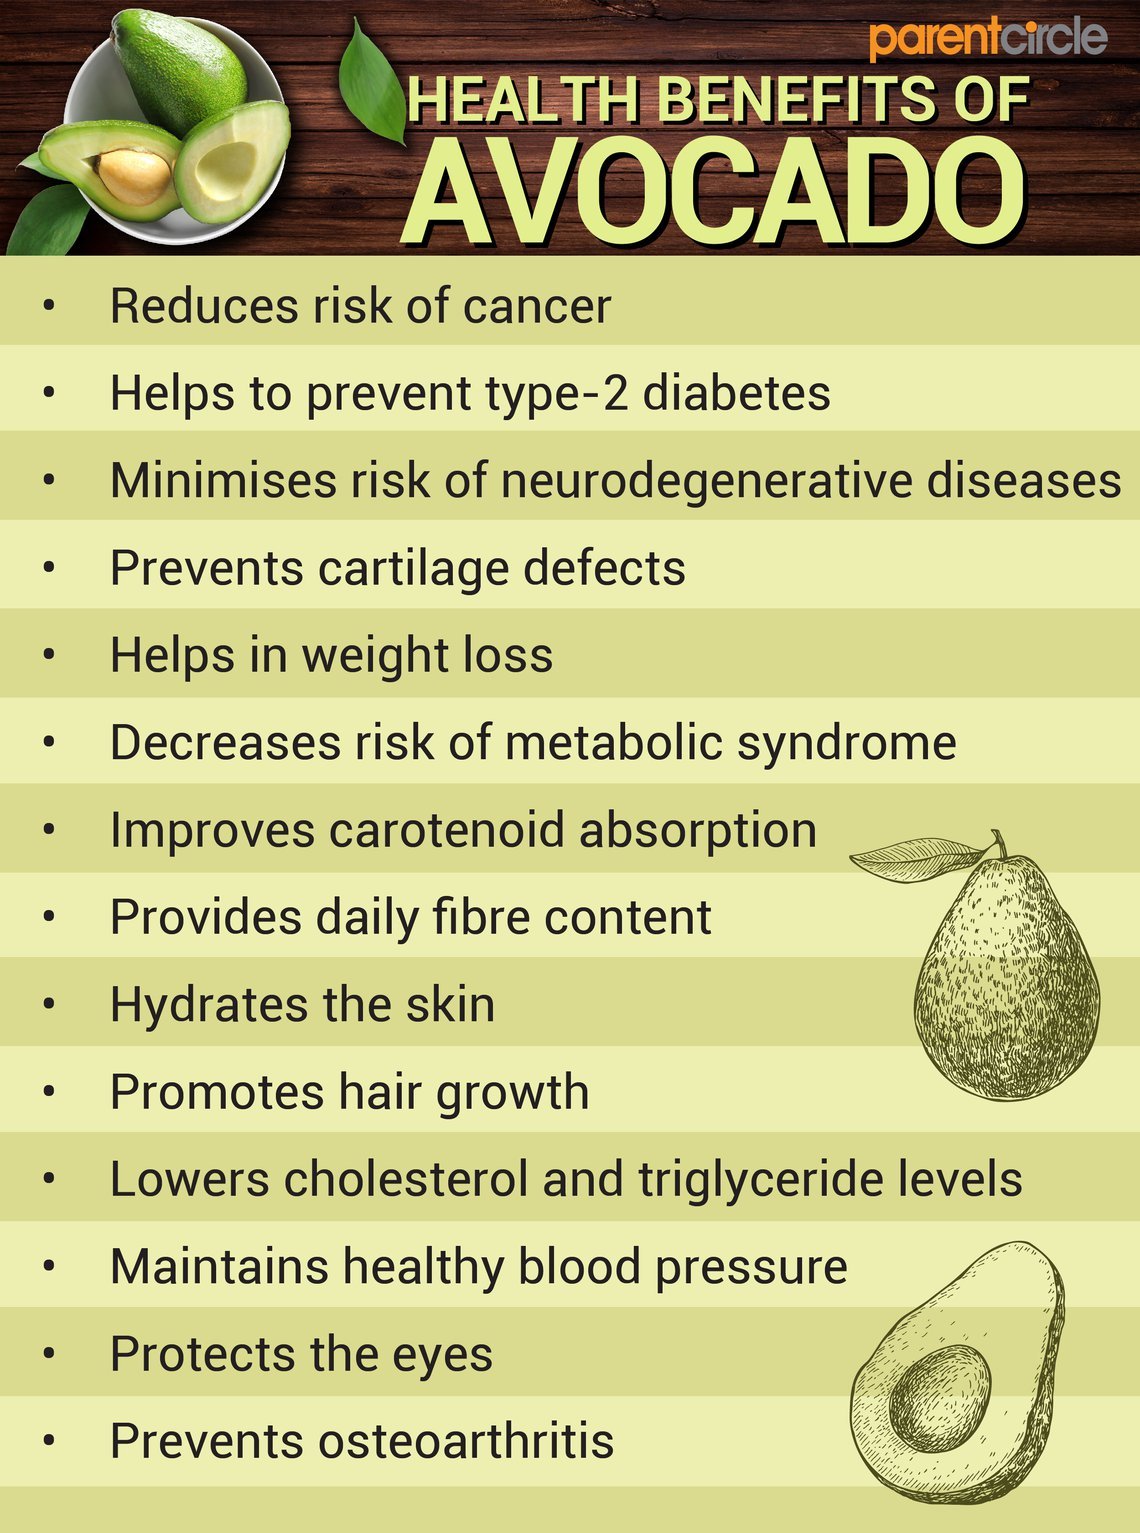 parentcircle
HEALTH BENEFITS OF
AVOCADO
• Reduces risk of cancer
• Helps to prevent type-2 diabetes
• Minimises risk of neurodegenerative diseases
• Prevents cartilage defects
• Helps in weight loss
• Decreases risk of metabolic syndrome
• Improves carotenoid absorption
• Provides daily fibre content
• Hydrates the skin
• Promotes hair growth
• Lowers cholesterol and triglyceride levels
• Maintains healthy blood pressure
• Protects the eyes
• Prevents osteoarthritis